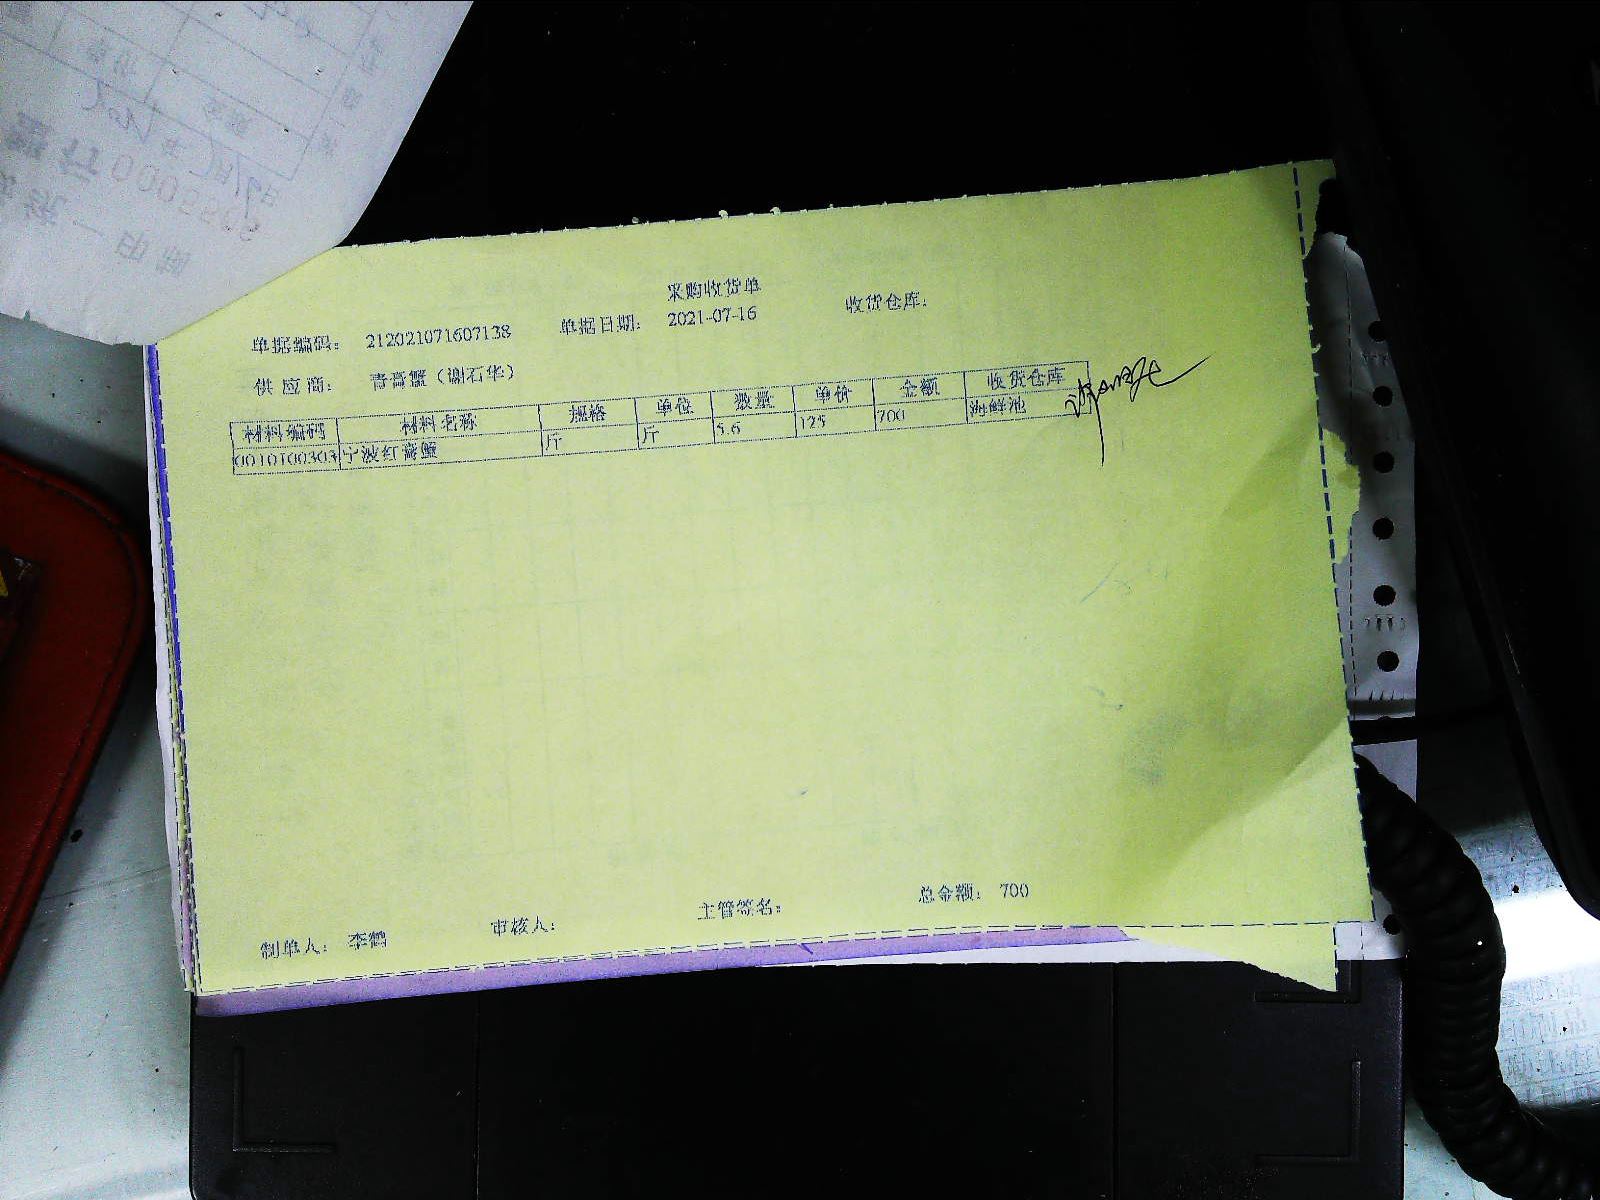 采购收货单
单据编码： 212021071607138 单据日期： 2021-07-16 收货仓库：
供 应 商： 青膏蟹（谢石华）
材料编码 材料名称 规格 单位 数量 单价 金额 收货仓库
0010100303 宁波红膏蟹 斤 斤 5.6 125 700 海鲜池
制单人： 李鹤 审核人： 主管签名： 总金额： 700